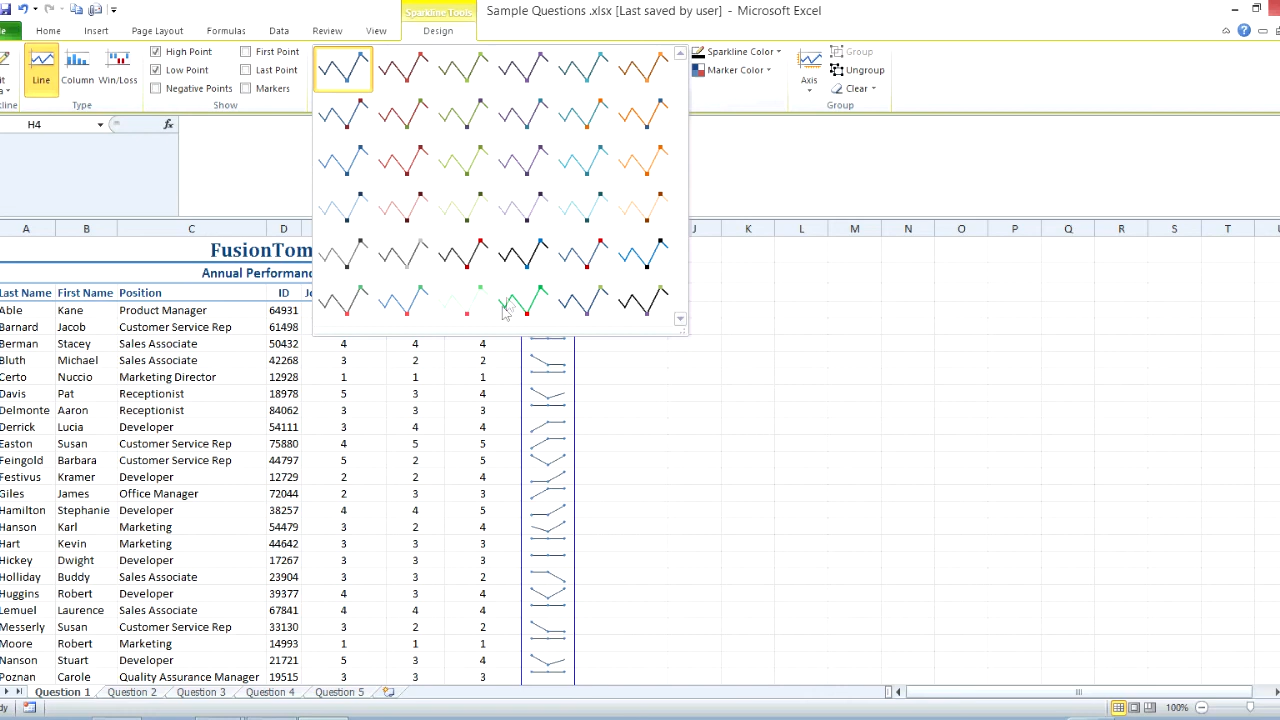 Sparkline Tools
Sample Questions .xlsx [Last saved by user] - Microsoft Excel
Home Insert Page Layout Formulas Data Review View Design
Line Column Win/Loss
Type
High Point First Point
Low Point Last Point
Negative Points Markers
Show
Sparkline Color
Marker Color
Axis
Group
Ungroup
Clear
Group
H4 fx
A B C D J K L M N O P Q R S T
FusionTom
Annual Performanc
Last Name First Name Position ID
Able Kane Product Manager 64931
Barnard Jacob Customer Service Rep 61498
Berman Stacey Sales Associate 50432 4 4 4
Bluth Michael Sales Associate 42268 3 2 2
Certo Nuccio Marketing Director 12928 1 1 1
Davis Pat Receptionist 18978 5 3 4
Delmonte Aaron Receptionist 84062 3 3 3
Derrick Lucia Developer 54111 3 4 4
Easton Susan Customer Service Rep 75880 4 5 5
Feingold Barbara Customer Service Rep 44797 5 2 5
Festivus Kramer Developer 12729 2 2 4
Giles James Office Manager 72044 2 3 3
Hamilton Stephanie Developer 38257 4 4 5
Hanson Karl Marketing 54479 3 2 4
Hart Kevin Marketing 44642 3 3 3
Hickey Dwight Developer 12560 3 3 3
Holliday Buddy Sales Associate 23904 3 3 2
Huggins Robert Developer 39377 4 3 4
Lemuel Laurence Sales Associate 67841 4 4 4
Messerly Susan Customer Service Rep 33130 3 2 2
Moore Robert Marketing 14993 1 1 1
Nanson Stuart Developer 21721 5 3 4
Poznan Carole Quality Assurance Manager 19515 3 3 3
Question 1 Question 2 Question 3 Question 4 Question 5
100%